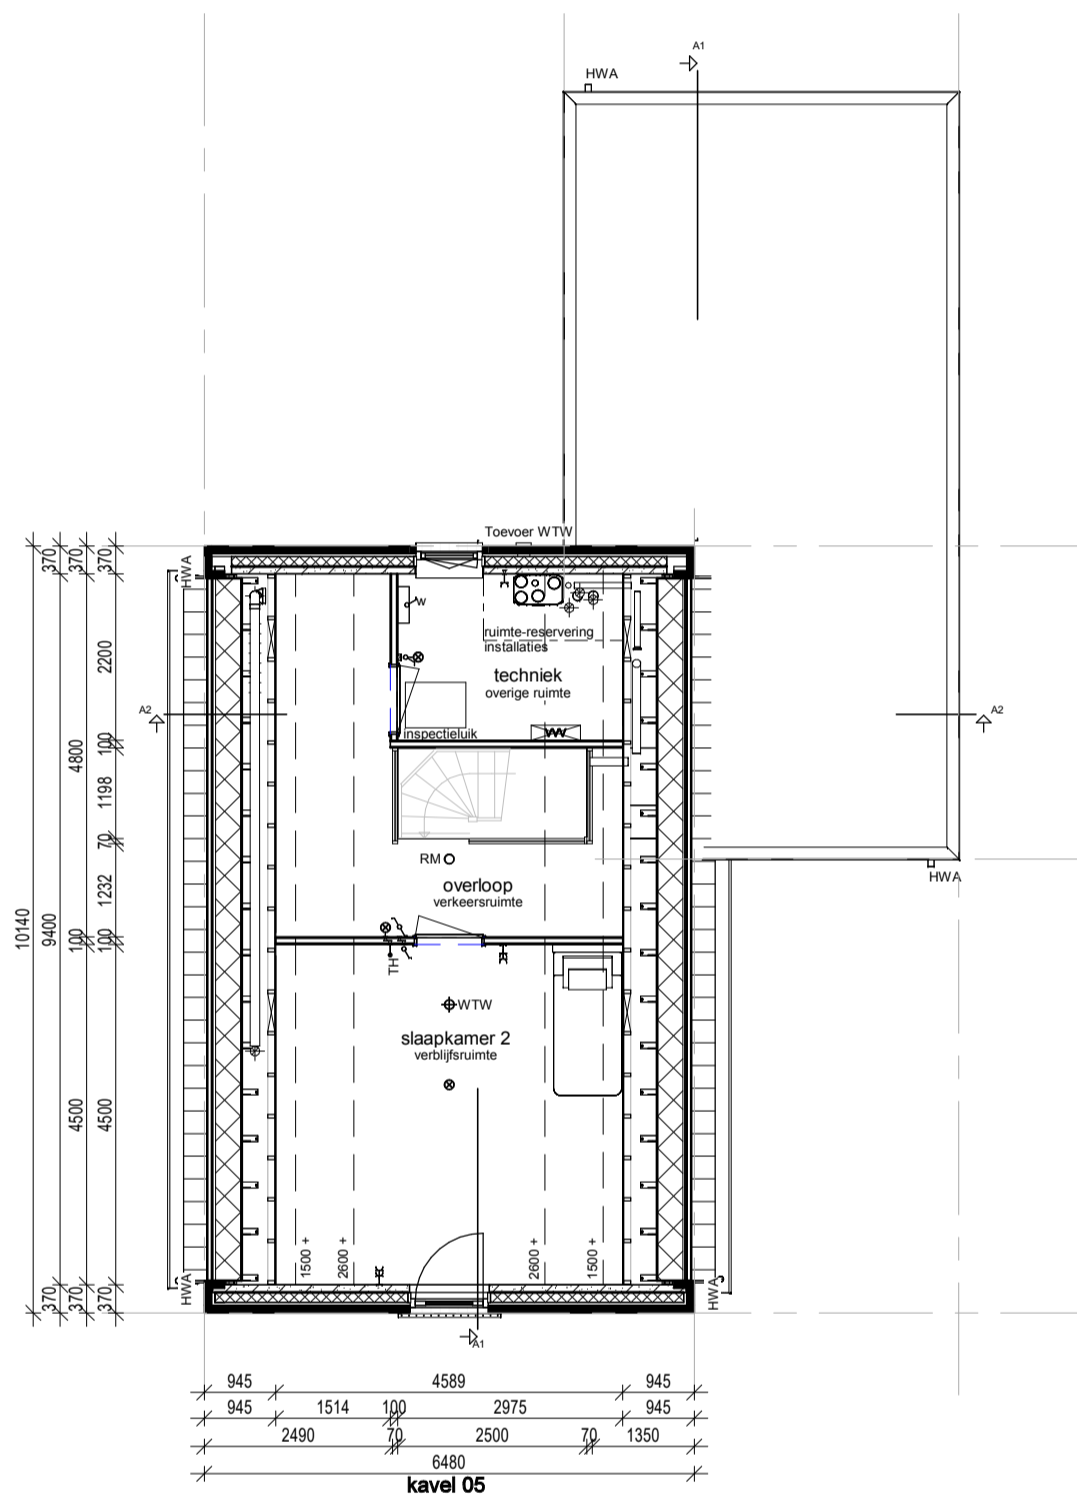 A1
HWA
Toevoer WTW
370
370
370
HWA
W
ruimte-reservering
installaties
2200
techniek
overige ruimte
A2
A2
inspectieluik
100
4800
1198
70
RM
HWA
overloop
verkeersruimte
1232
10140
9400
100
100
TH
WTW
slaapkamer 2
verblijfsruimte
4500
4500
1500 +
2600 +
2600 +
1500 +
370
370
370
HWA
HWA
A1
945
4589
945
945
1514
100
2975
945
2490
70
2500
70
1350
6480
kavel 05